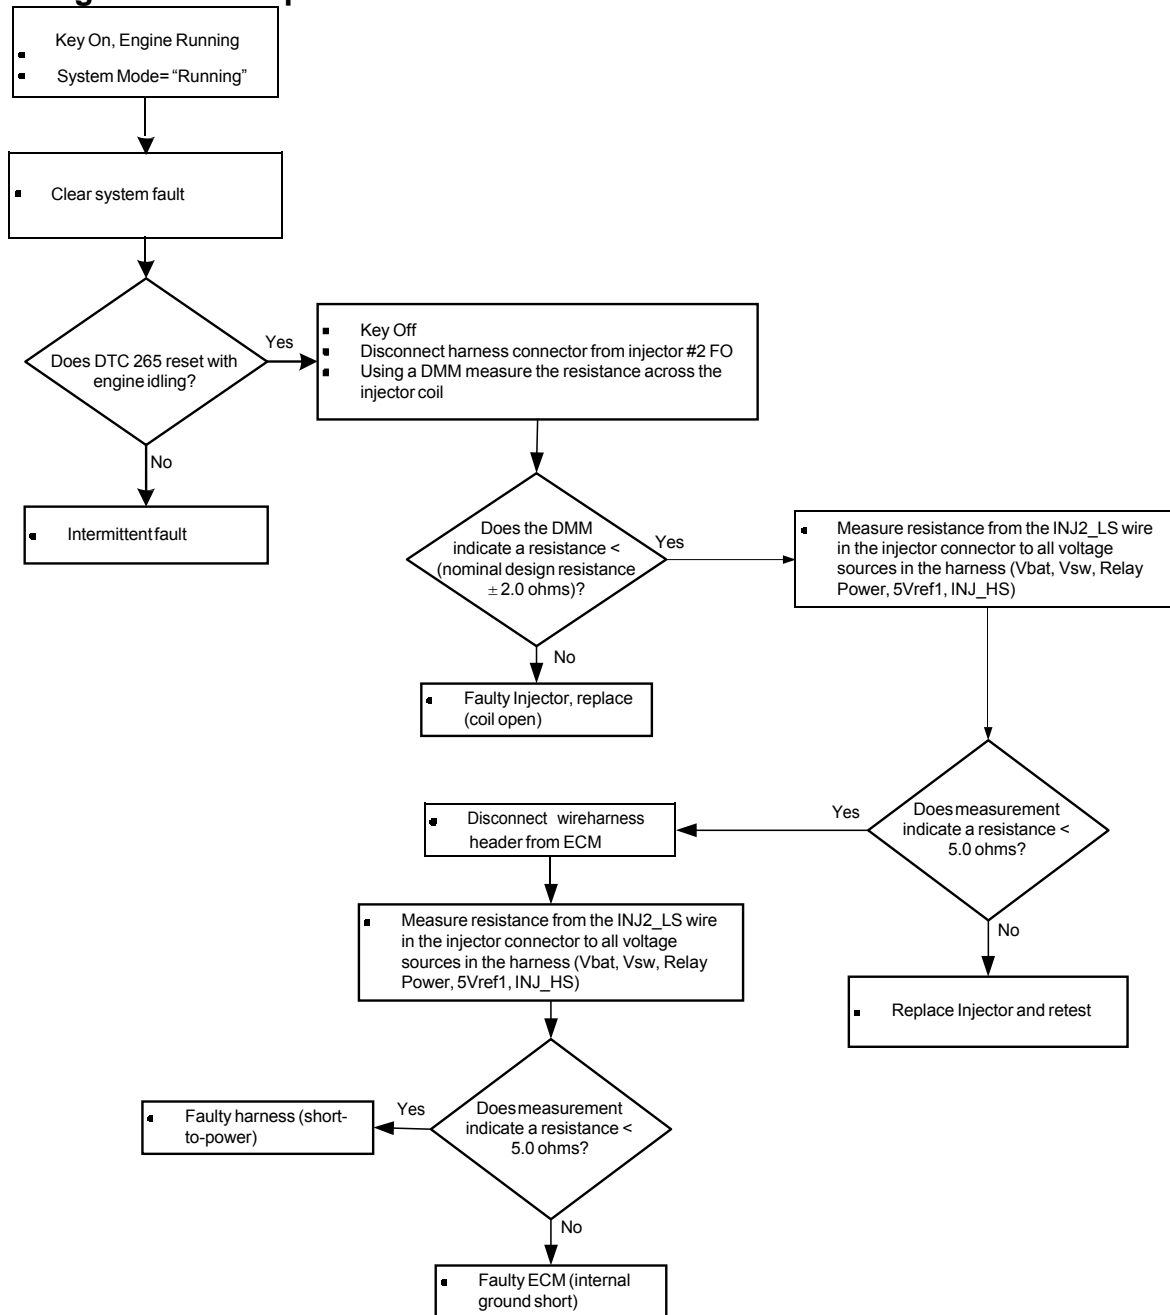 Key On, Engine Running
System Mode= “Running”
Clear system fault
Does DTC 265 reset with
engine idling?
Yes
No
Intermittent fault
Key Off
Disconnect harness connector from injector #2 FO
Using a DMM measure the resistance across the
injector coil
Does the DMM
indicate a resistance <
(nominal design resistance
± 2.0 ohms)?
Yes
No
Faulty Injector, replace
(coil open)
Measure resistance from the INJ2_LS wire
in the injector connector to all voltage
sources in the harness (Vbat, Vsw, Relay
Power, 5Vref1, INJ_HS)
Does measurement
indicate a resistance <
5.0 ohms?
Yes
No
Replace Injector and retest
Disconnect wireharness
header from ECM
Measure resistance from the INJ2_LS wire
in the injector connector to all voltage
sources in the harness (Vbat, Vsw, Relay
Power, 5Vref1, INJ_HS)
Does measurement
indicate a resistance <
5.0 ohms?
Yes
Faulty harness (short-
to-power)
No
Faulty ECM (internal
ground short)